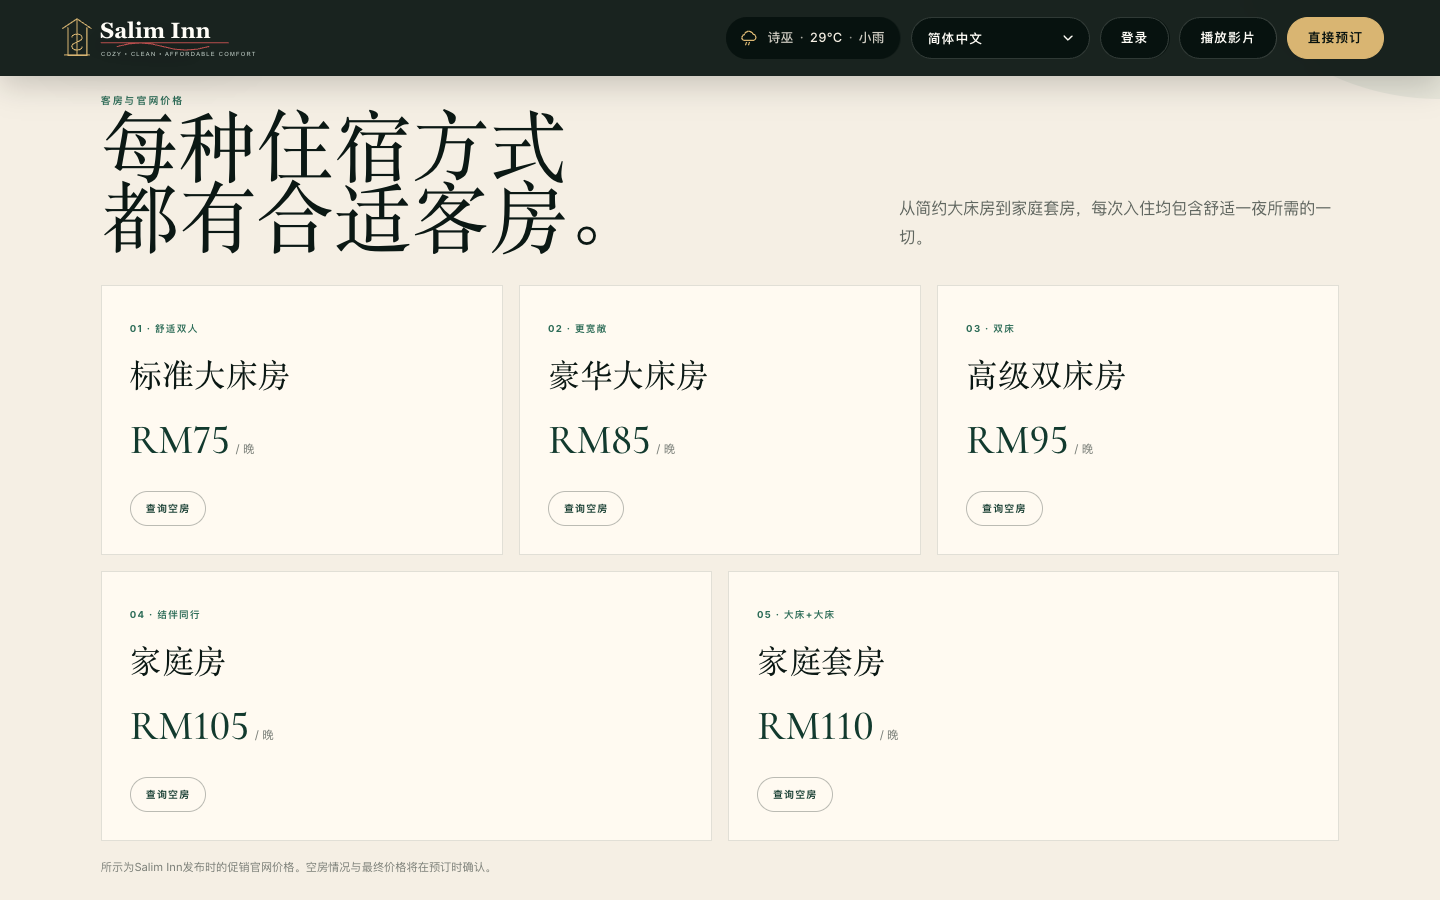 Salim Inn
COZY • CLEAN • AFFORDABLE COMFORT
诗巫 · 29°C · 小雨
简体中文
登录
播放影片
直接预订
客房与官网价格
每种住宿方式
都有合适客房。
从简约大床房到家庭套房，每次入住均包含舒适一夜所需的一
切。
01 · 舒适双人
标准大床房
RM75 / 晚
查询空房
02 · 更宽敞
豪华大床房
RM85 / 晚
查询空房
03 · 双床
高级双床房
RM95 / 晚
查询空房
04 · 结伴同行
家庭房
RM105 / 晚
查询空房
05 · 大床+大床
家庭套房
RM110 / 晚
查询空房
所示为Salim Inn发布时的促销官网价格。空房情况与最终价格将在预订时确认。